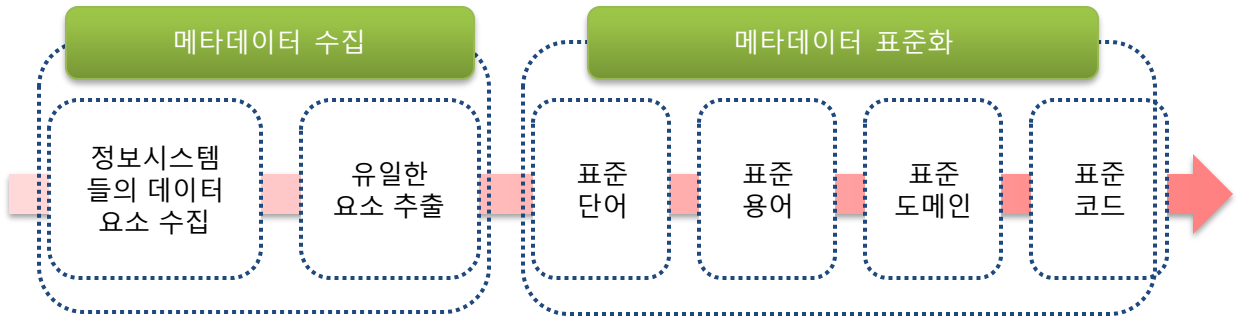 메타데이터 수집
메타데이터 표준화
정보시스템
들의 데이터
요소 수집
유일한
요소 추출
표준
단어
표준
용어
표준
도메인
표준
코드